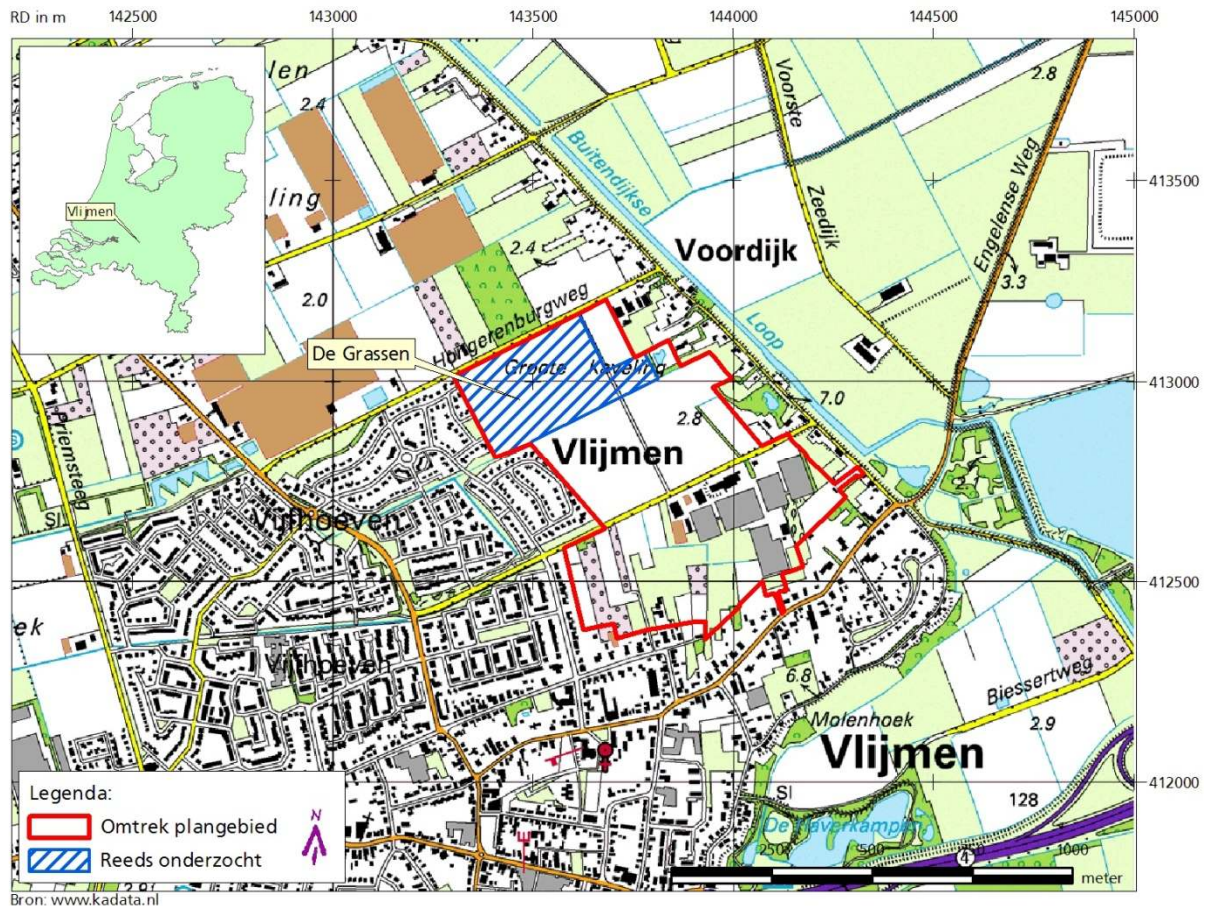 RD in m
142500
143000
143500
144000
144500
145000
len
2.4
ling
2.0
Vlijmen
2.8
Voorste
Zeedijk
Buitendijkse
Loop
Engelense Weg
3.3
413500
Voordijk
2.4
Hongerenburgweg
De Grassen
Groote Kaveling
413000
7.0
2.8
Vlijmen
Priemsteeg
Vijfhoeven
412500
Vijfhoeven
ek
6.8
Biessertweg
2.9
Molenhoek
Vlijmen
412000
128
De Haverkampen
Legenda:
Omtrek plangebied
N
Reeds onderzocht
250
500
1000
meter
4
Bron: www.kadata.nl